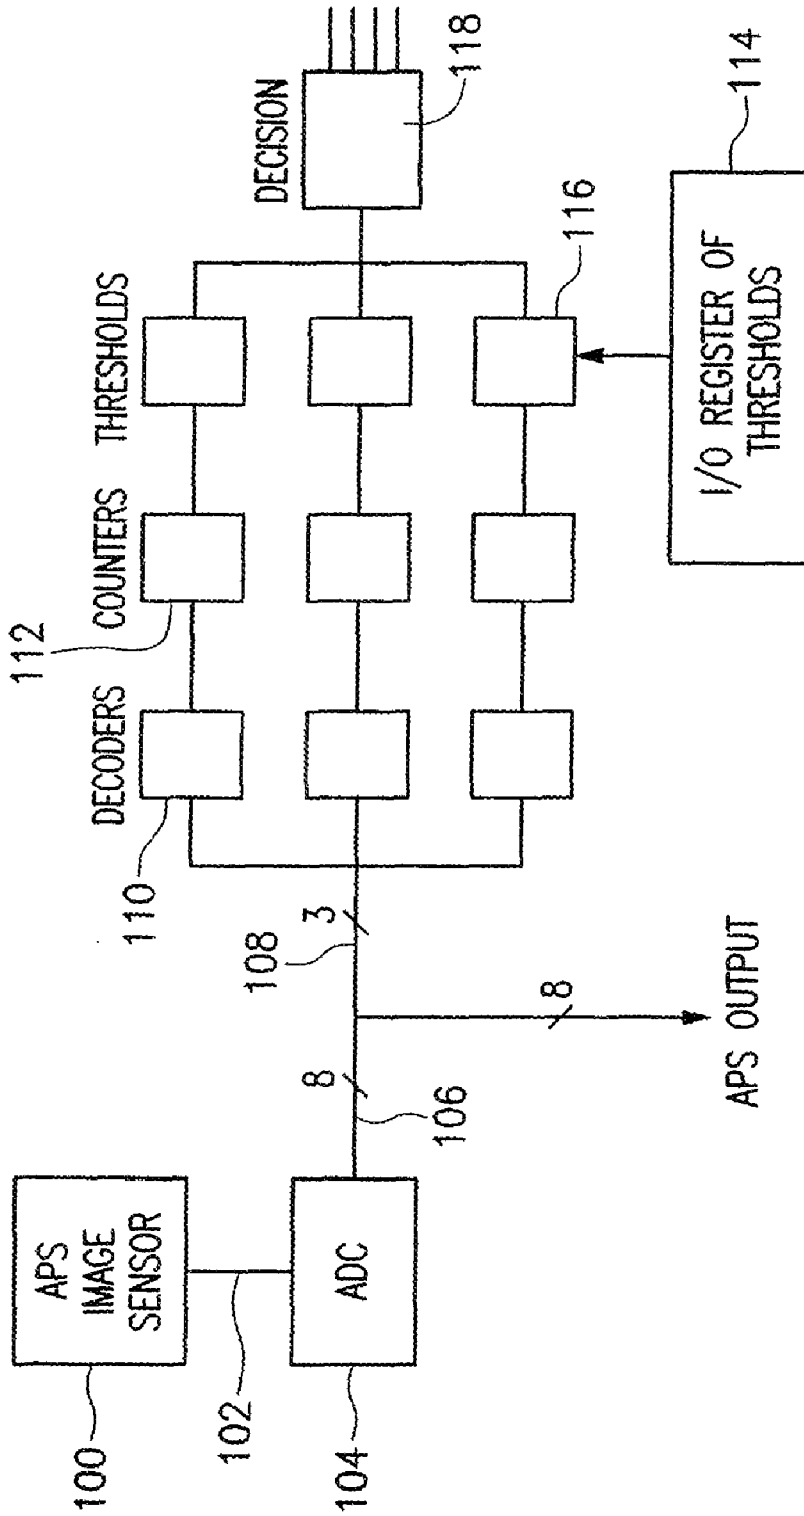 100
APS
IMAGE
SENSOR
102
104
ADC
106
8
108
3
8
APS OUTPUT
110
DECODERS
112
COUNTERS
THRESHOLDS
116
DECISION
118
I/O REGISTER OF
THRESHOLDS
114